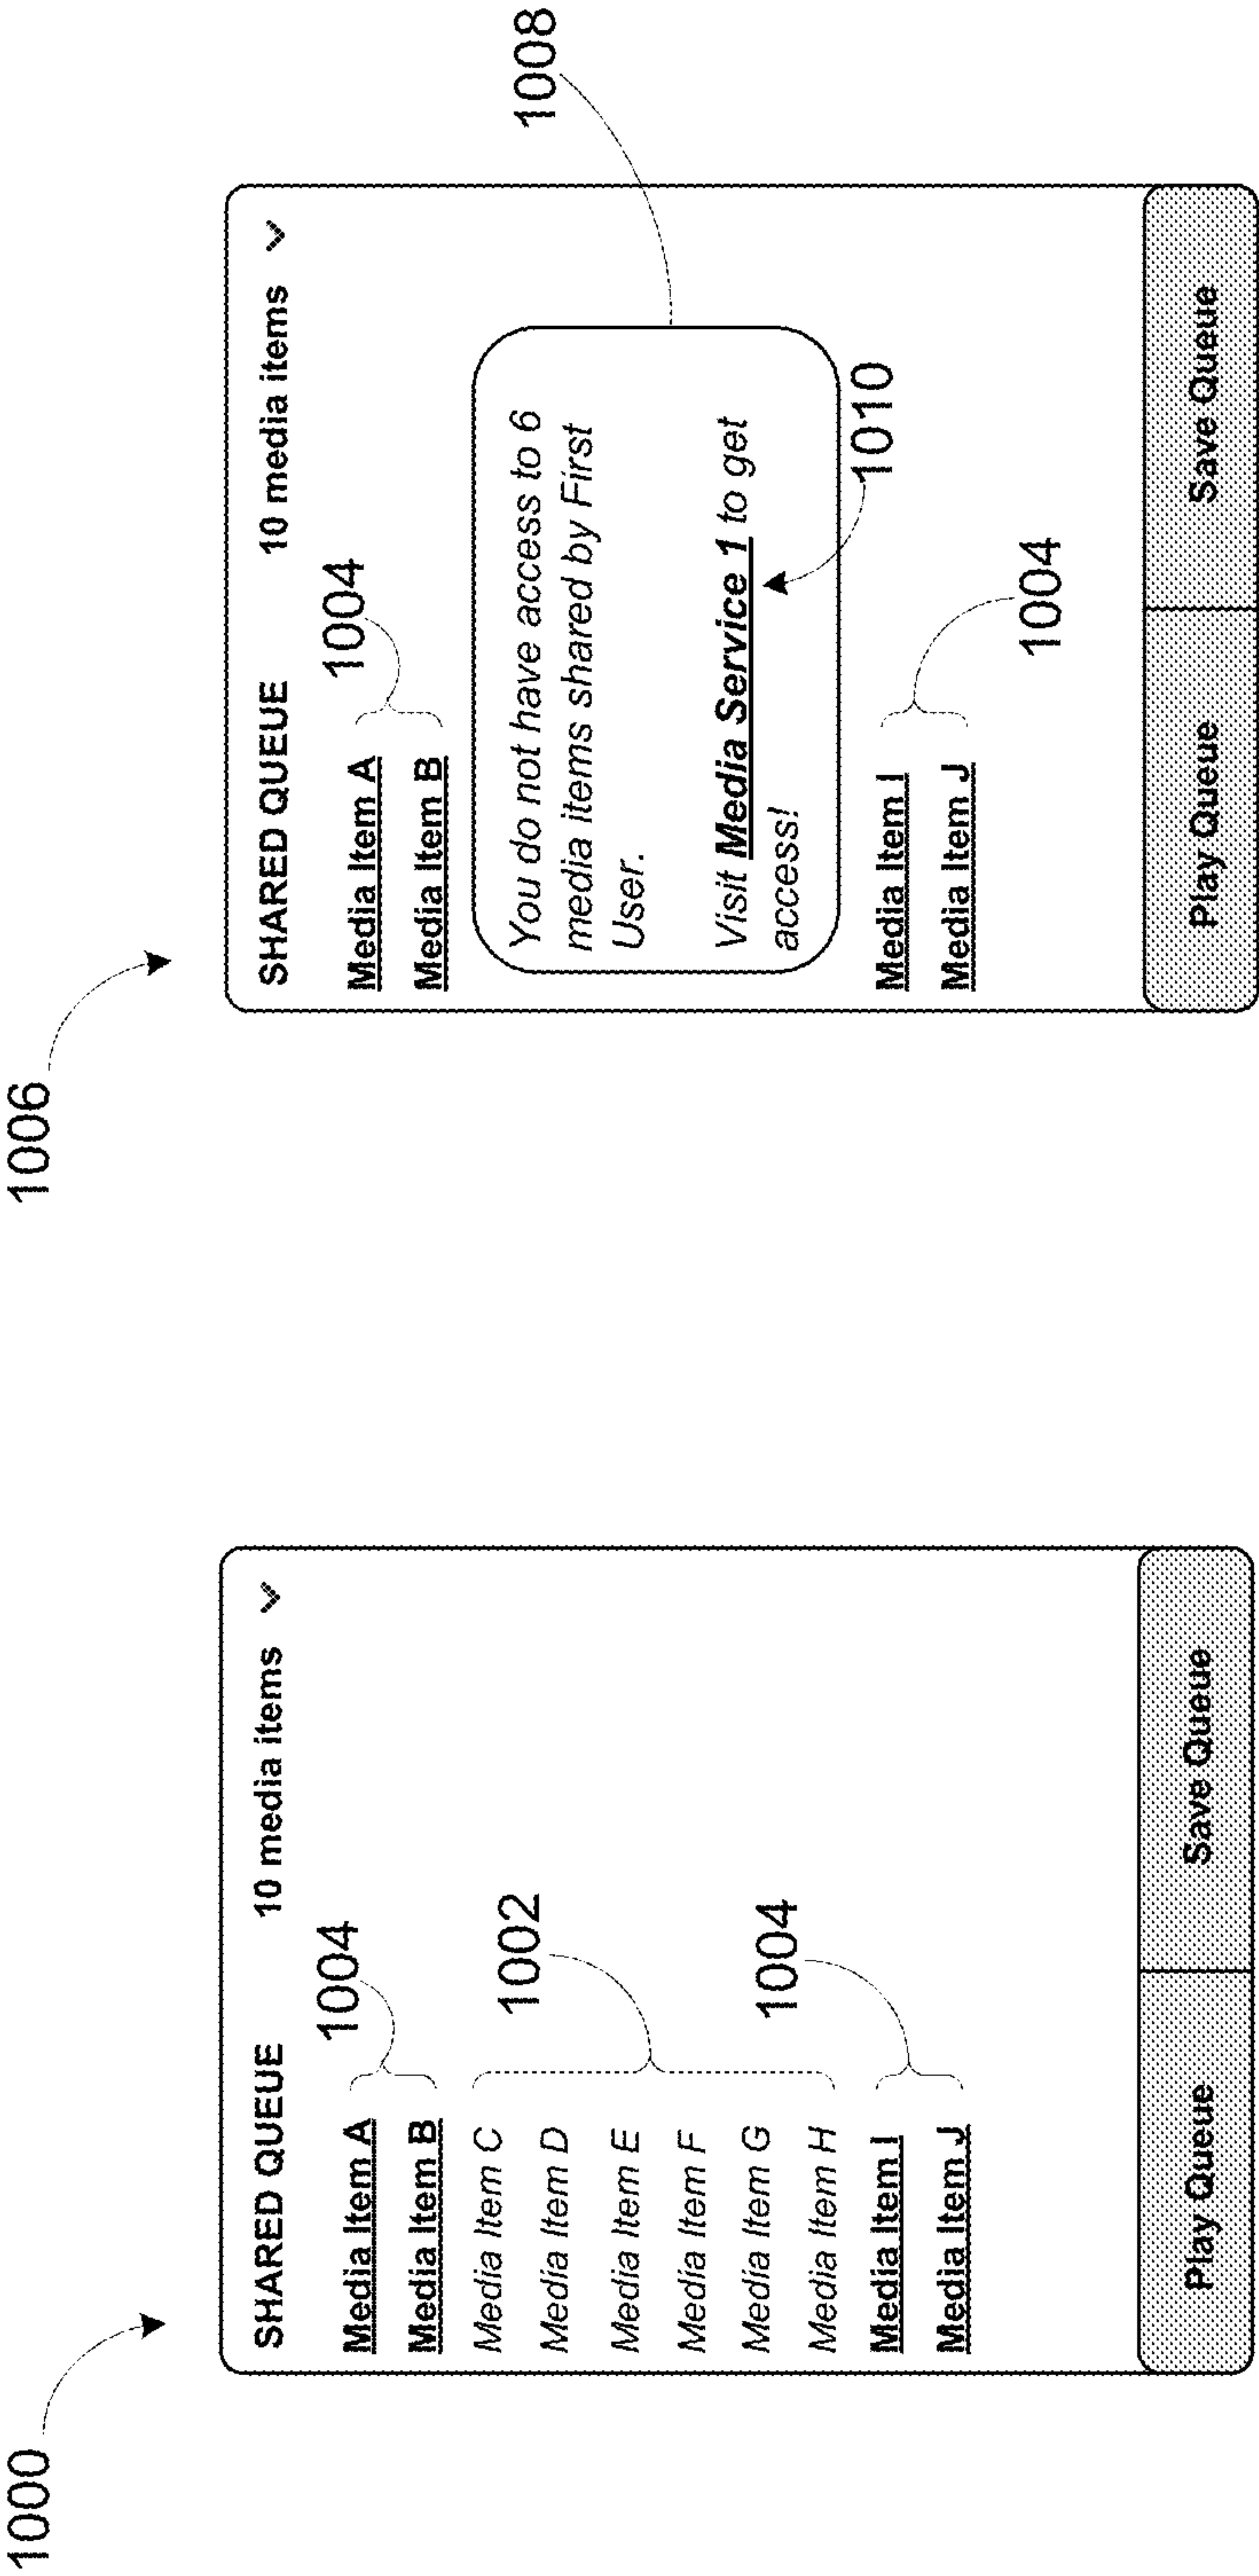 1000
SHARED QUEUE 10 media items
Media Item A
Media Item B
1004
Media Item C
Media Item D
Media Item E
Media Item F
Media Item G
Media Item H
1002
Media Item I
Media Item J
1004
Play Queue Save Queue
1006
SHARED QUEUE 10 media items
Media Item A
Media Item B
1004
You do not have access to 6
media items shared by First
User.
Visit Media Service 1 to get
access!
1008
1010
Media Item I
Media Item J
1004
Play Queue Save Queue